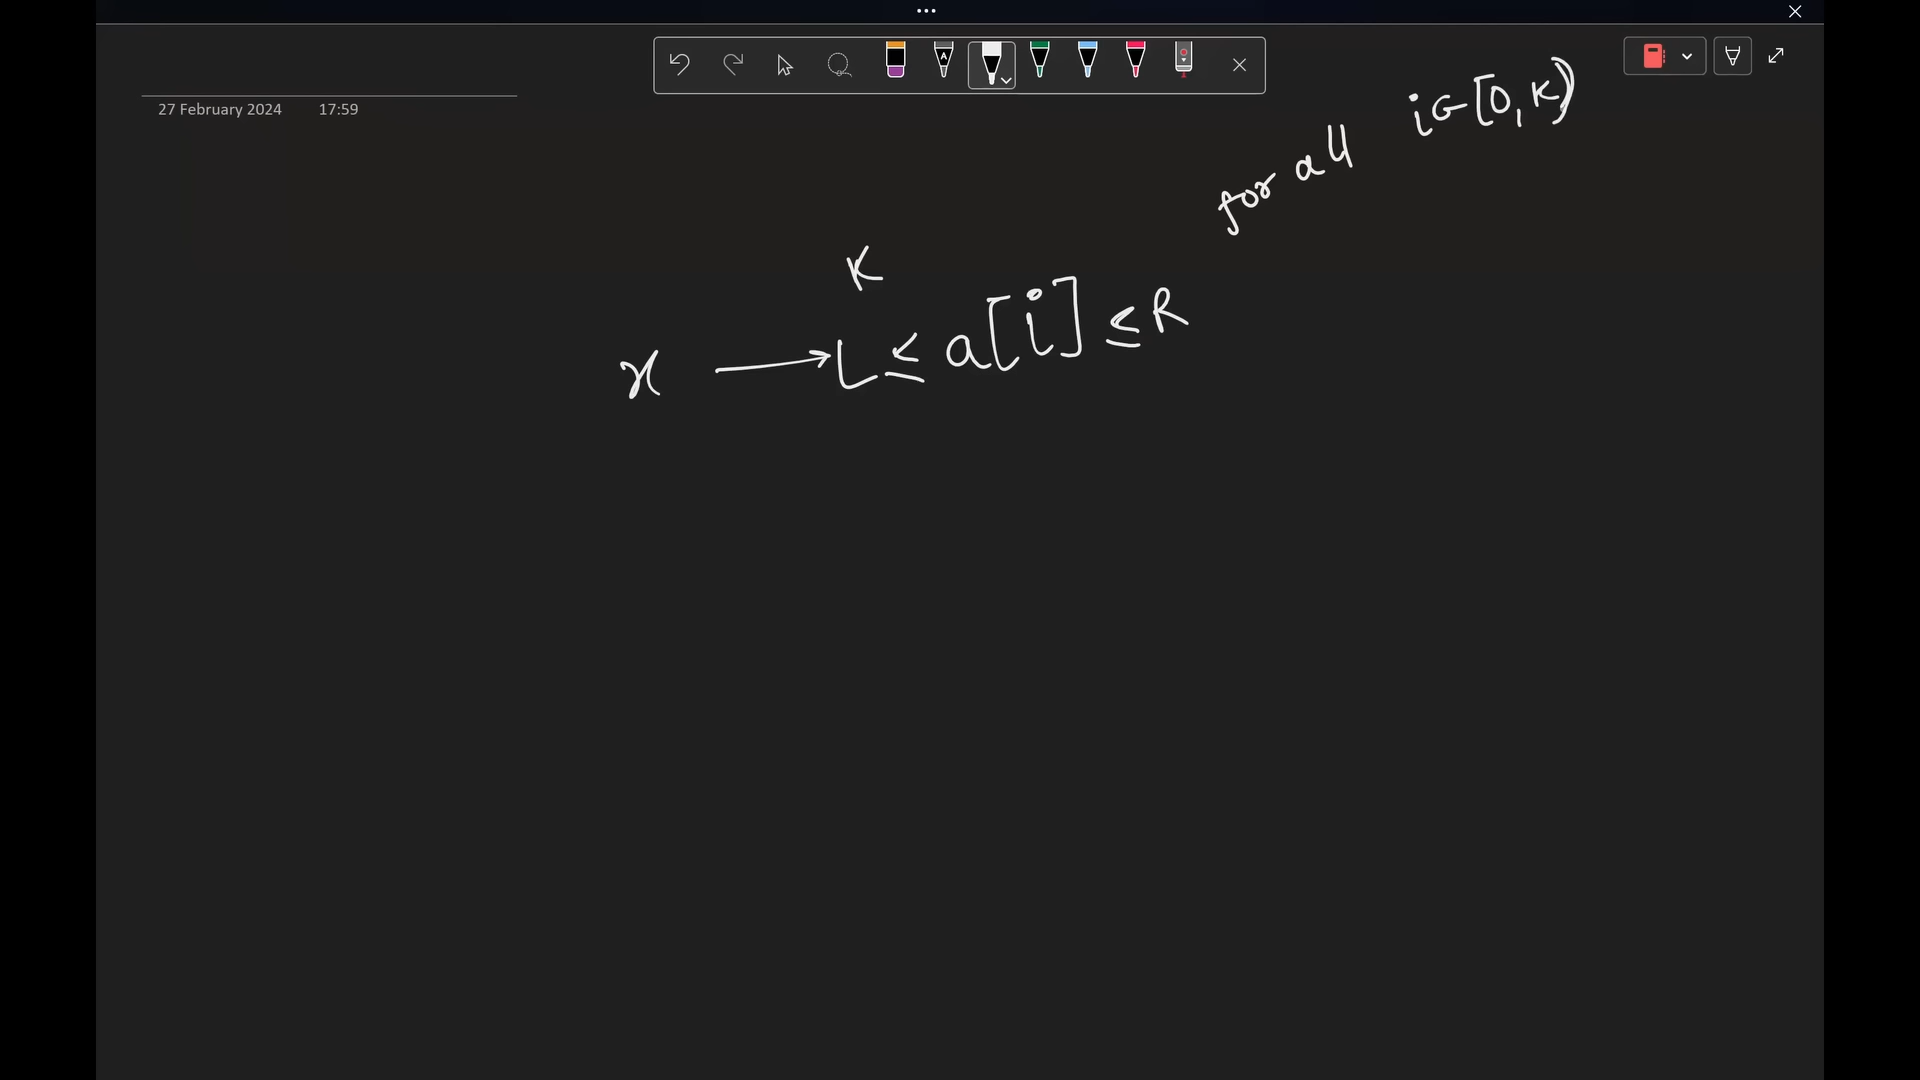 27 February 2024 17:59
for all i ∈ [0, K)
K
x → L ≤ a[i] ≤ R